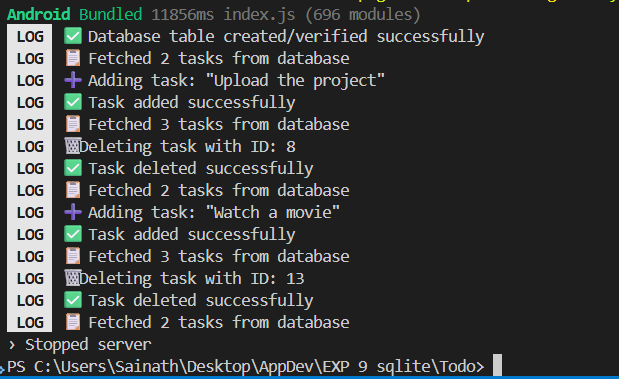 Android Bundled 11856ms index.js (696 modules)
LOG ✅ Database table created/verified successfully
LOG 📋 Fetched 2 tasks from database
LOG ➕ Adding task: "Upload the project"
LOG ✅ Task added successfully
LOG 📋 Fetched 3 tasks from database
LOG 🗑️Deleting task with ID: 8
LOG ✅ Task deleted successfully
LOG 📋 Fetched 2 tasks from database
LOG ➕ Adding task: "Watch a movie"
LOG ✅ Task added successfully
LOG 📋 Fetched 3 tasks from database
LOG 🗑️Deleting task with ID: 13
LOG ✅ Task deleted successfully
LOG 📋 Fetched 2 tasks from database
› Stopped server
PS C:\Users\Sainath\Desktop\AppDev\EXP 9 sqlite\Todo>